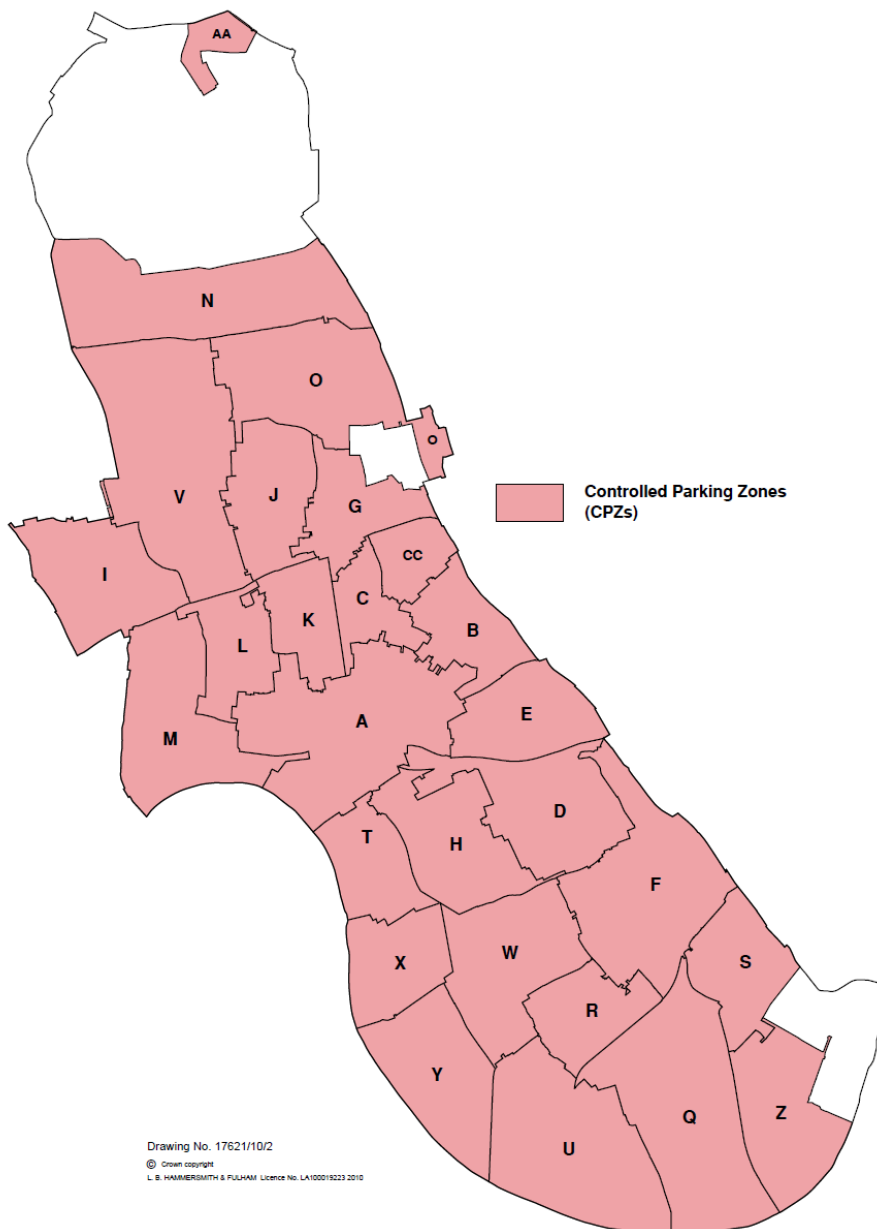 AA
N
O
O
V
J
G
Controlled Parking Zones
(CPZs)
CC
I
C
K
B
L
A
E
M
D
T
H
F
W
X
S
R
Y
Q
Z
U
Drawing No. 17621/10/2
© Crown copyright
L. B. HAMMERSMITH & FULHAM Licence No. LA100019223 2010